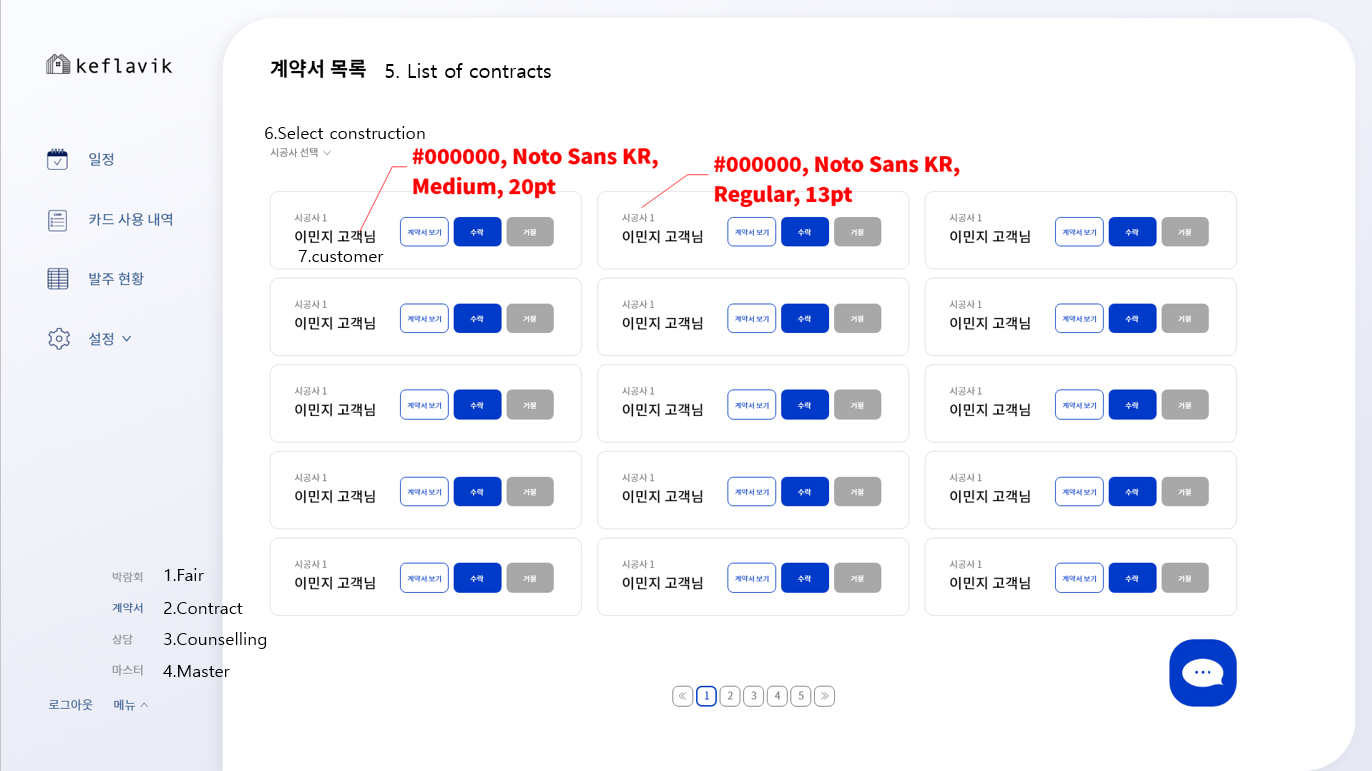 keflavik
일정
카드 사용 내역
발주 현황
설정
박람회 1.Fair
계약서 2.Contract
상담 3.Counselling
마스터 4.Master
로그아웃 메뉴
계약서 목록 5. List of contracts
6.Select construction
시공사 선택
#000000, Noto Sans KR,
Medium, 20pt
#000000, Noto Sans KR,
Regular, 13pt
시공사 1
이민지 고객님
7.customer
계약서 보기 수락 거절
시공사 1
이민지 고객님
계약서 보기 수락 거절
시공사 1
이민지 고객님
계약서 보기 수락 거절
시공사 1
이민지 고객님
계약서 보기 수락 거절
시공사 1
이민지 고객님
계약서 보기 수락 거절
시공사 1
이민지 고객님
계약서 보기 수락 거절
시공사 1
이민지 고객님
계약서 보기 수락 거절
시공사 1
이민지 고객님
계약서 보기 수락 거절
시공사 1
이민지 고객님
계약서 보기 수락 거절
시공사 1
이민지 고객님
계약서 보기 수락 거절
시공사 1
이민지 고객님
계약서 보기 수락 거절
시공사 1
이민지 고객님
계약서 보기 수락 거절
시공사 1
이민지 고객님
계약서 보기 수락 거절
시공사 1
이민지 고객님
계약서 보기 수락 거절
시공사 1
이민지 고객님
계약서 보기 수락 거절
≪ 1 2 3 4 5 ≫